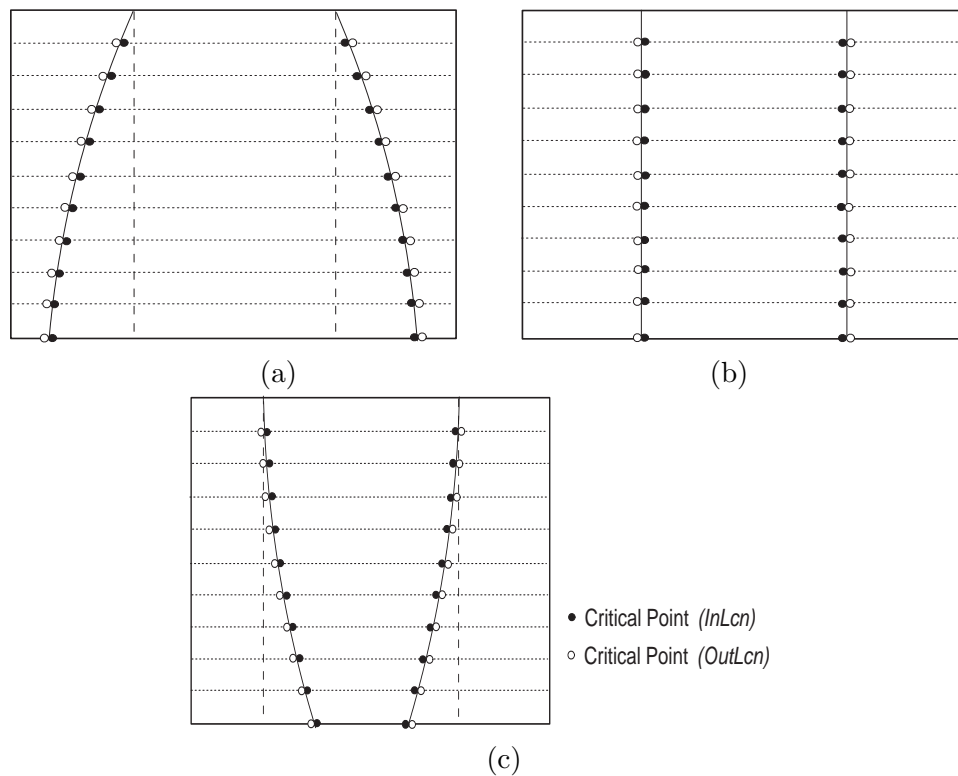 (a)
(b)
Critical Point (InLcn)
Critical Point (OutLcn)
(c)